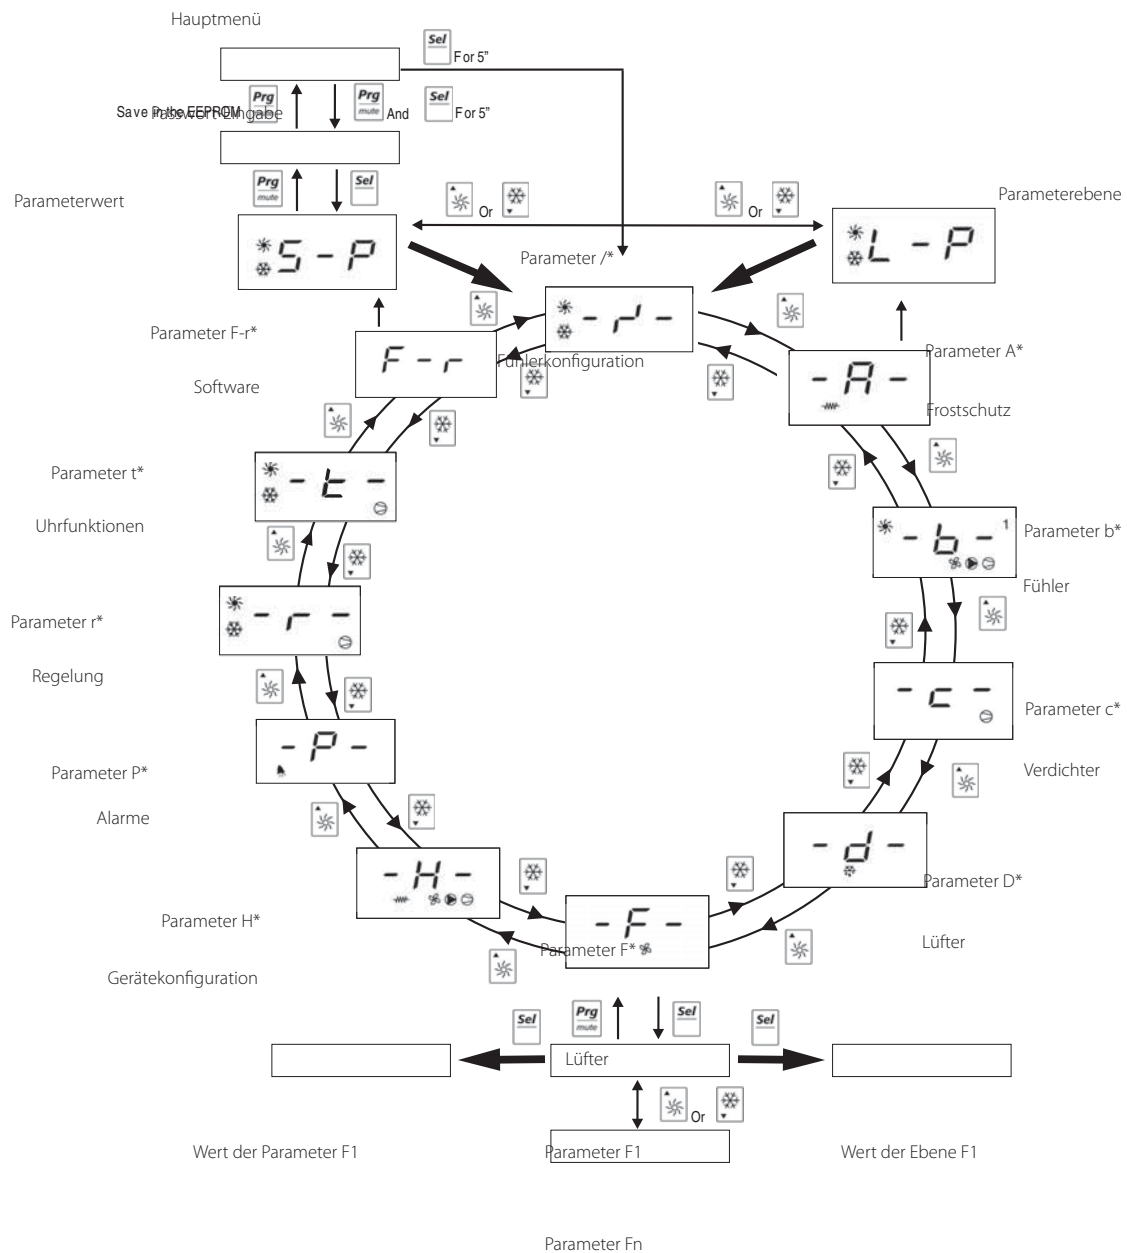 Hauptmenü
Sel
For 5”
Prg
mute
Prg
mute
And
Sel
For 5”
Save in the EEPROM
Passwort-Eingabe
Prg
mute
Sel
Parameterwert
Or
Or
Parameterebene
S - P
L - P
Parameter /*
- / -
Parameter F-r*
F - r
Fühlerkonfiguration
Parameter A*
- A -
Software
Frostschutz
Parameter t*
- t -
Uhrfunktionen
- b - 1
Parameter b*
Fühler
Parameter r*
- r -
Regelung
- c -
Parameter c*
Verdichter
- P -
Parameter P*
Alarme
- d -
Parameter D*
- H -
Parameter H*
- F -
Parameter F*
Lüfter
Gerätekonfiguration
Sel
Prg
mute
Sel
Sel
Lüfter
Or
Wert der Parameter F1
Parameter F1
Wert der Ebene F1
Parameter Fn